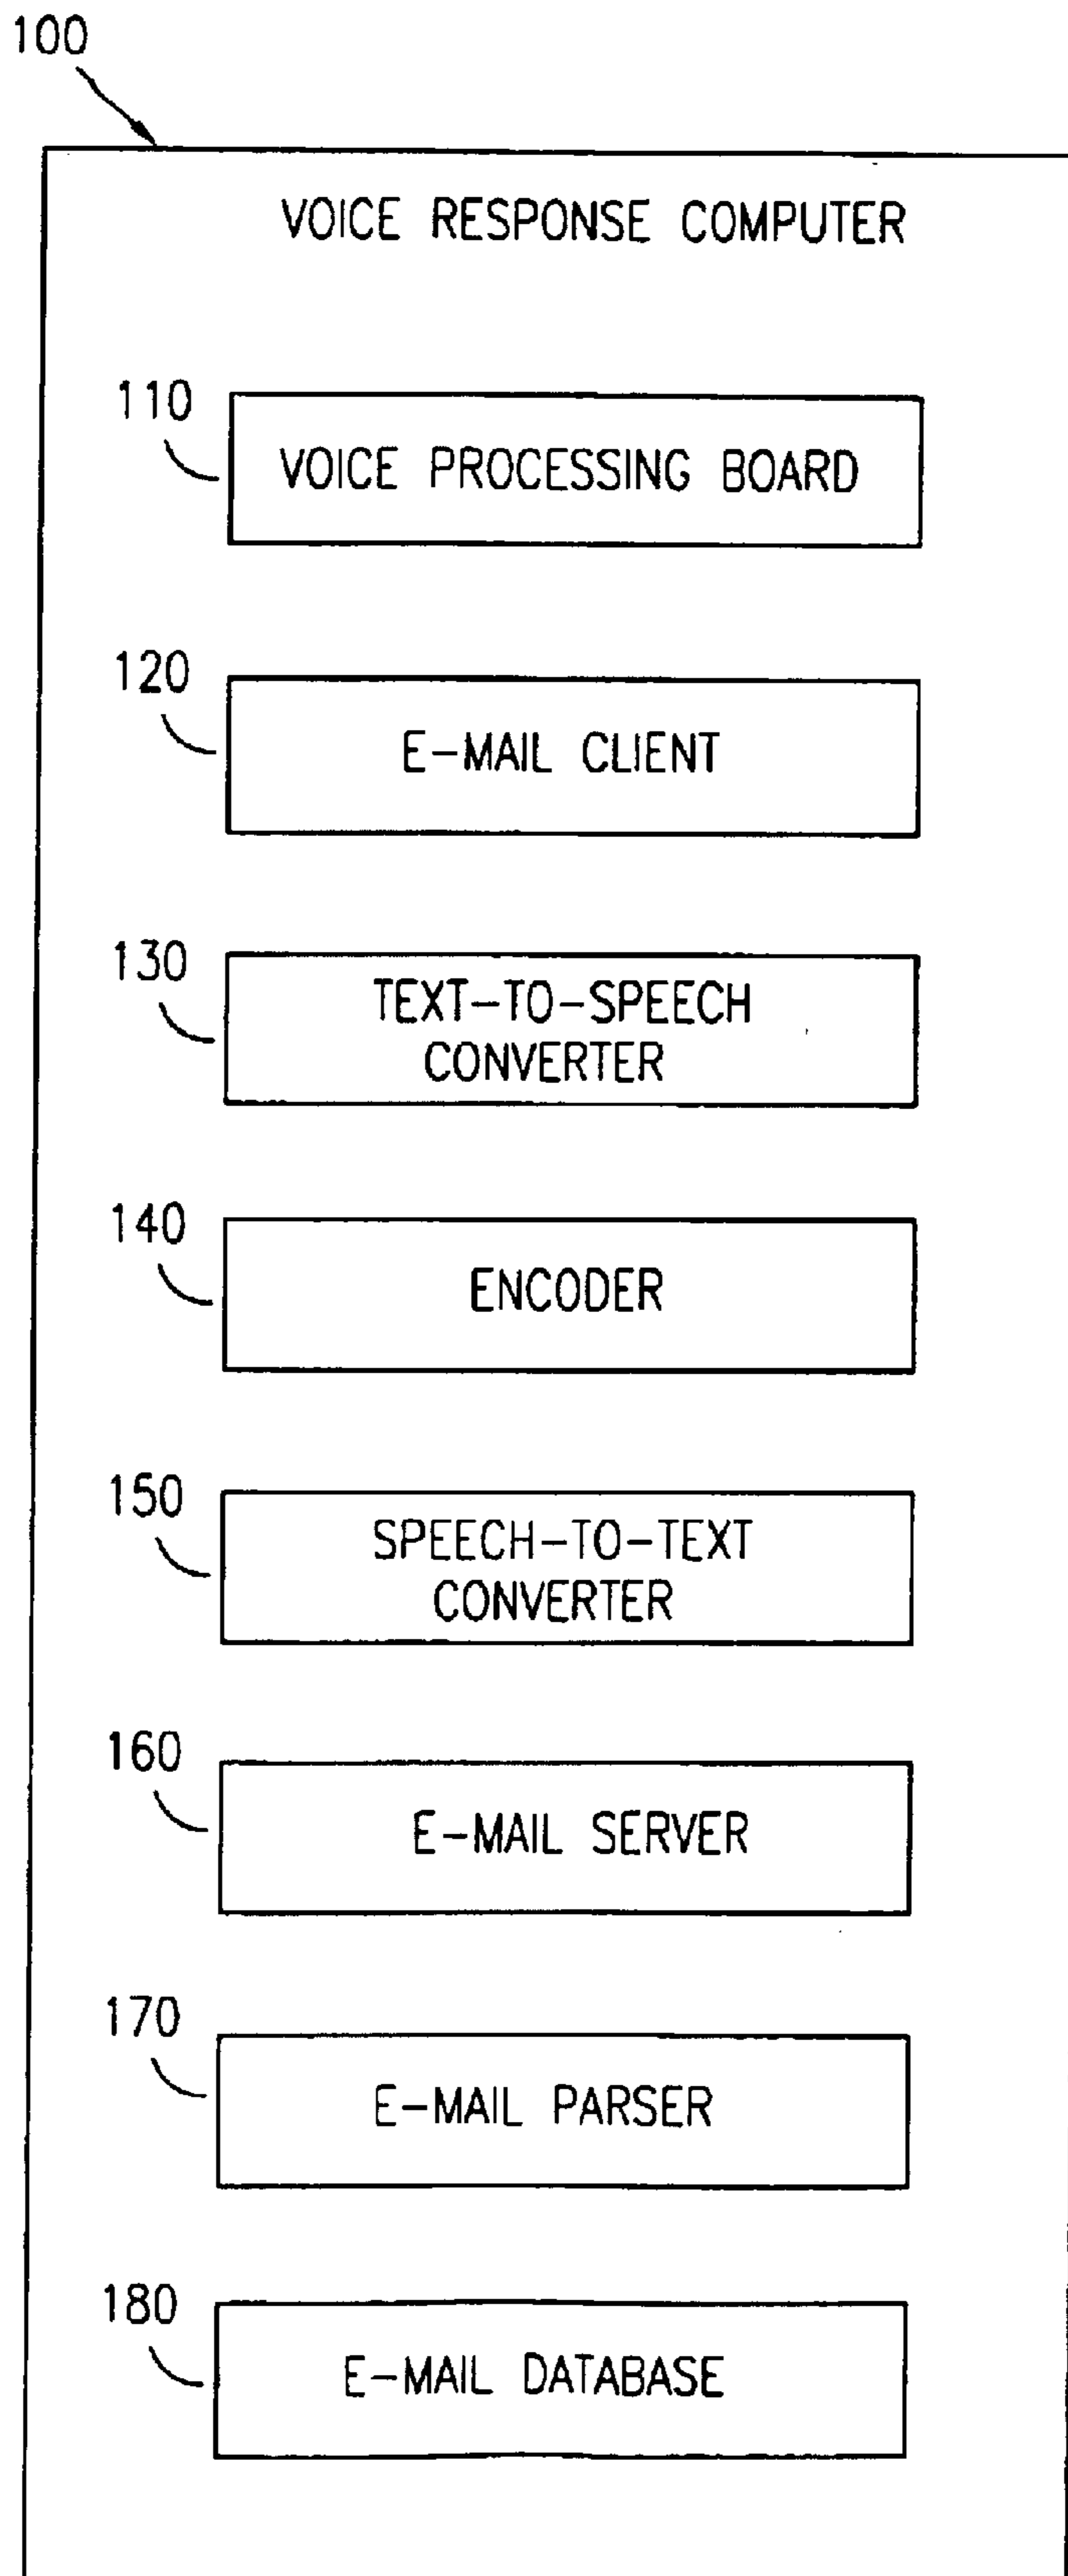 100
VOICE RESPONSE COMPUTER
110
VOICE PROCESSING BOARD
120
E-MAIL CLIENT
130
TEXT-TO-SPEECH
CONVERTER
140
ENCODER
150
SPEECH-TO-TEXT
CONVERTER
160
E-MAIL SERVER
170
E-MAIL PARSER
180
E-MAIL DATABASE